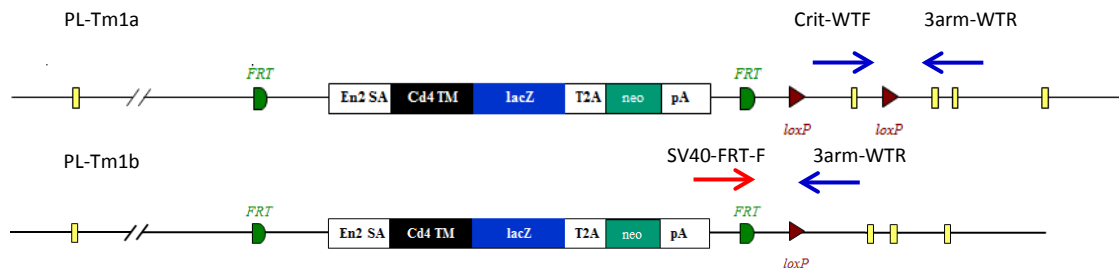 PL-Tm1a
Crit-WTF 3arm-WTR
FRT FRT
En2 SA Cd4 TM lacZ T2A neo pA
loxP loxP
PL-Tm1b
SV40-FRT-F 3arm-WTR
FRT FRT
En2 SA Cd4 TM lacZ T2A neo pA
loxP